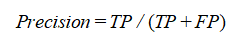 Precision = TP / (TP + FP)